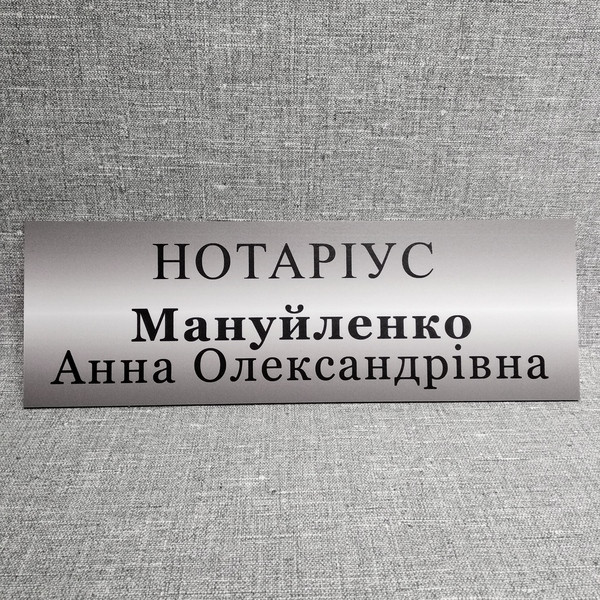 НОТАРІУС
Мануйленко
Анна Олександрівна